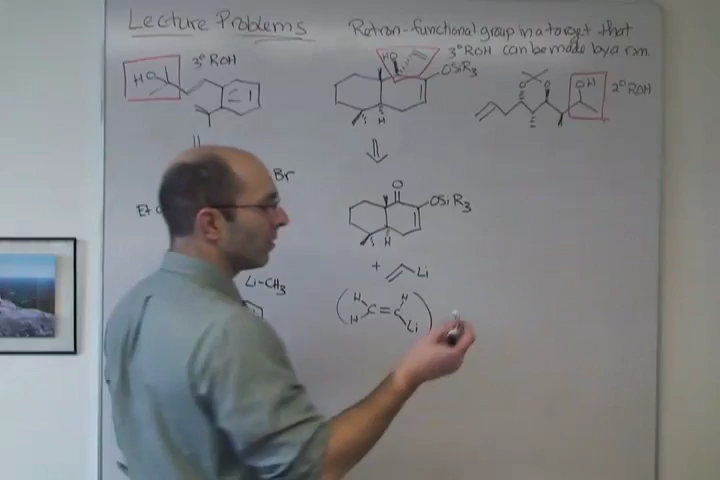 Lecture Problems
Retron - functional group in a target that
can be made by a rxn.
3° ROH
HO
3° ROH
HO
OSiR3
H
O
O
OH
2° ROH
Br
Et
O
OSiR3
H
+
Li
Li-CH3
H
H
C=C
H
Li